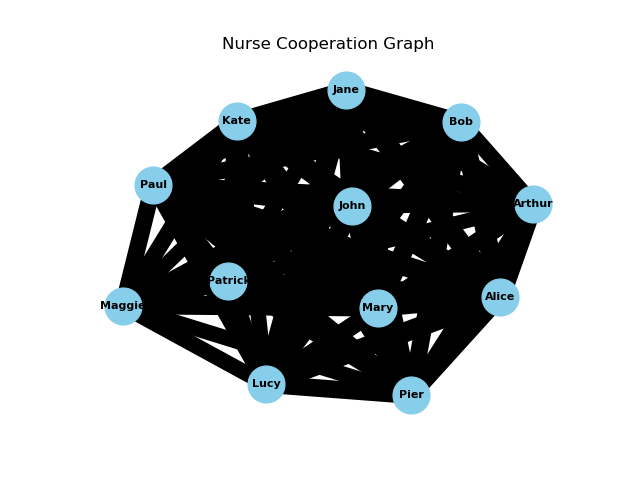 Nurse Cooperation Graph
Jane
Kate
Bob
Paul
Arthur
John
Patrick
Alice
Maggie
Mary
Lucy
Pier